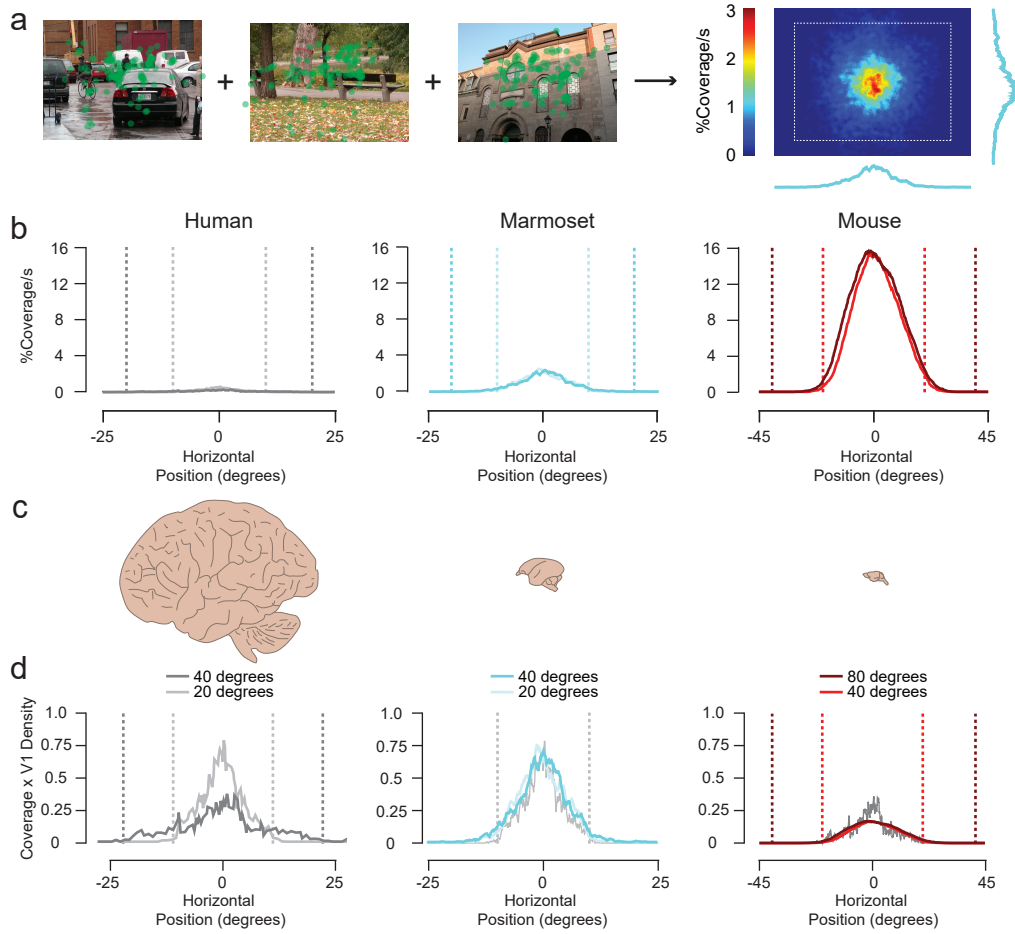 a
3
2
1
0
%Coverage/s
+
+
b
Human
Marmoset
Mouse
%Coverage/s
16
12
8
4
0
16
12
8
4
0
16
12
8
4
0
-25
0
25
-25
0
25
-45
0
45
Horizontal
Position (degrees)
Horizontal
Position (degrees)
Horizontal
Position (degrees)
c
d
40 degrees
20 degrees
40 degrees
20 degrees
80 degrees
40 degrees
Coverage x V1 Density
1.0
0.75
0.5
0.25
0
1.0
0.75
0.5
0.25
0
1.0
0.75
0.5
0.25
0
-25
0
25
-25
0
25
-45
0
45
Horizontal
Position (degrees)
Horizontal
Position (degrees)
Horizontal
Position (degrees)